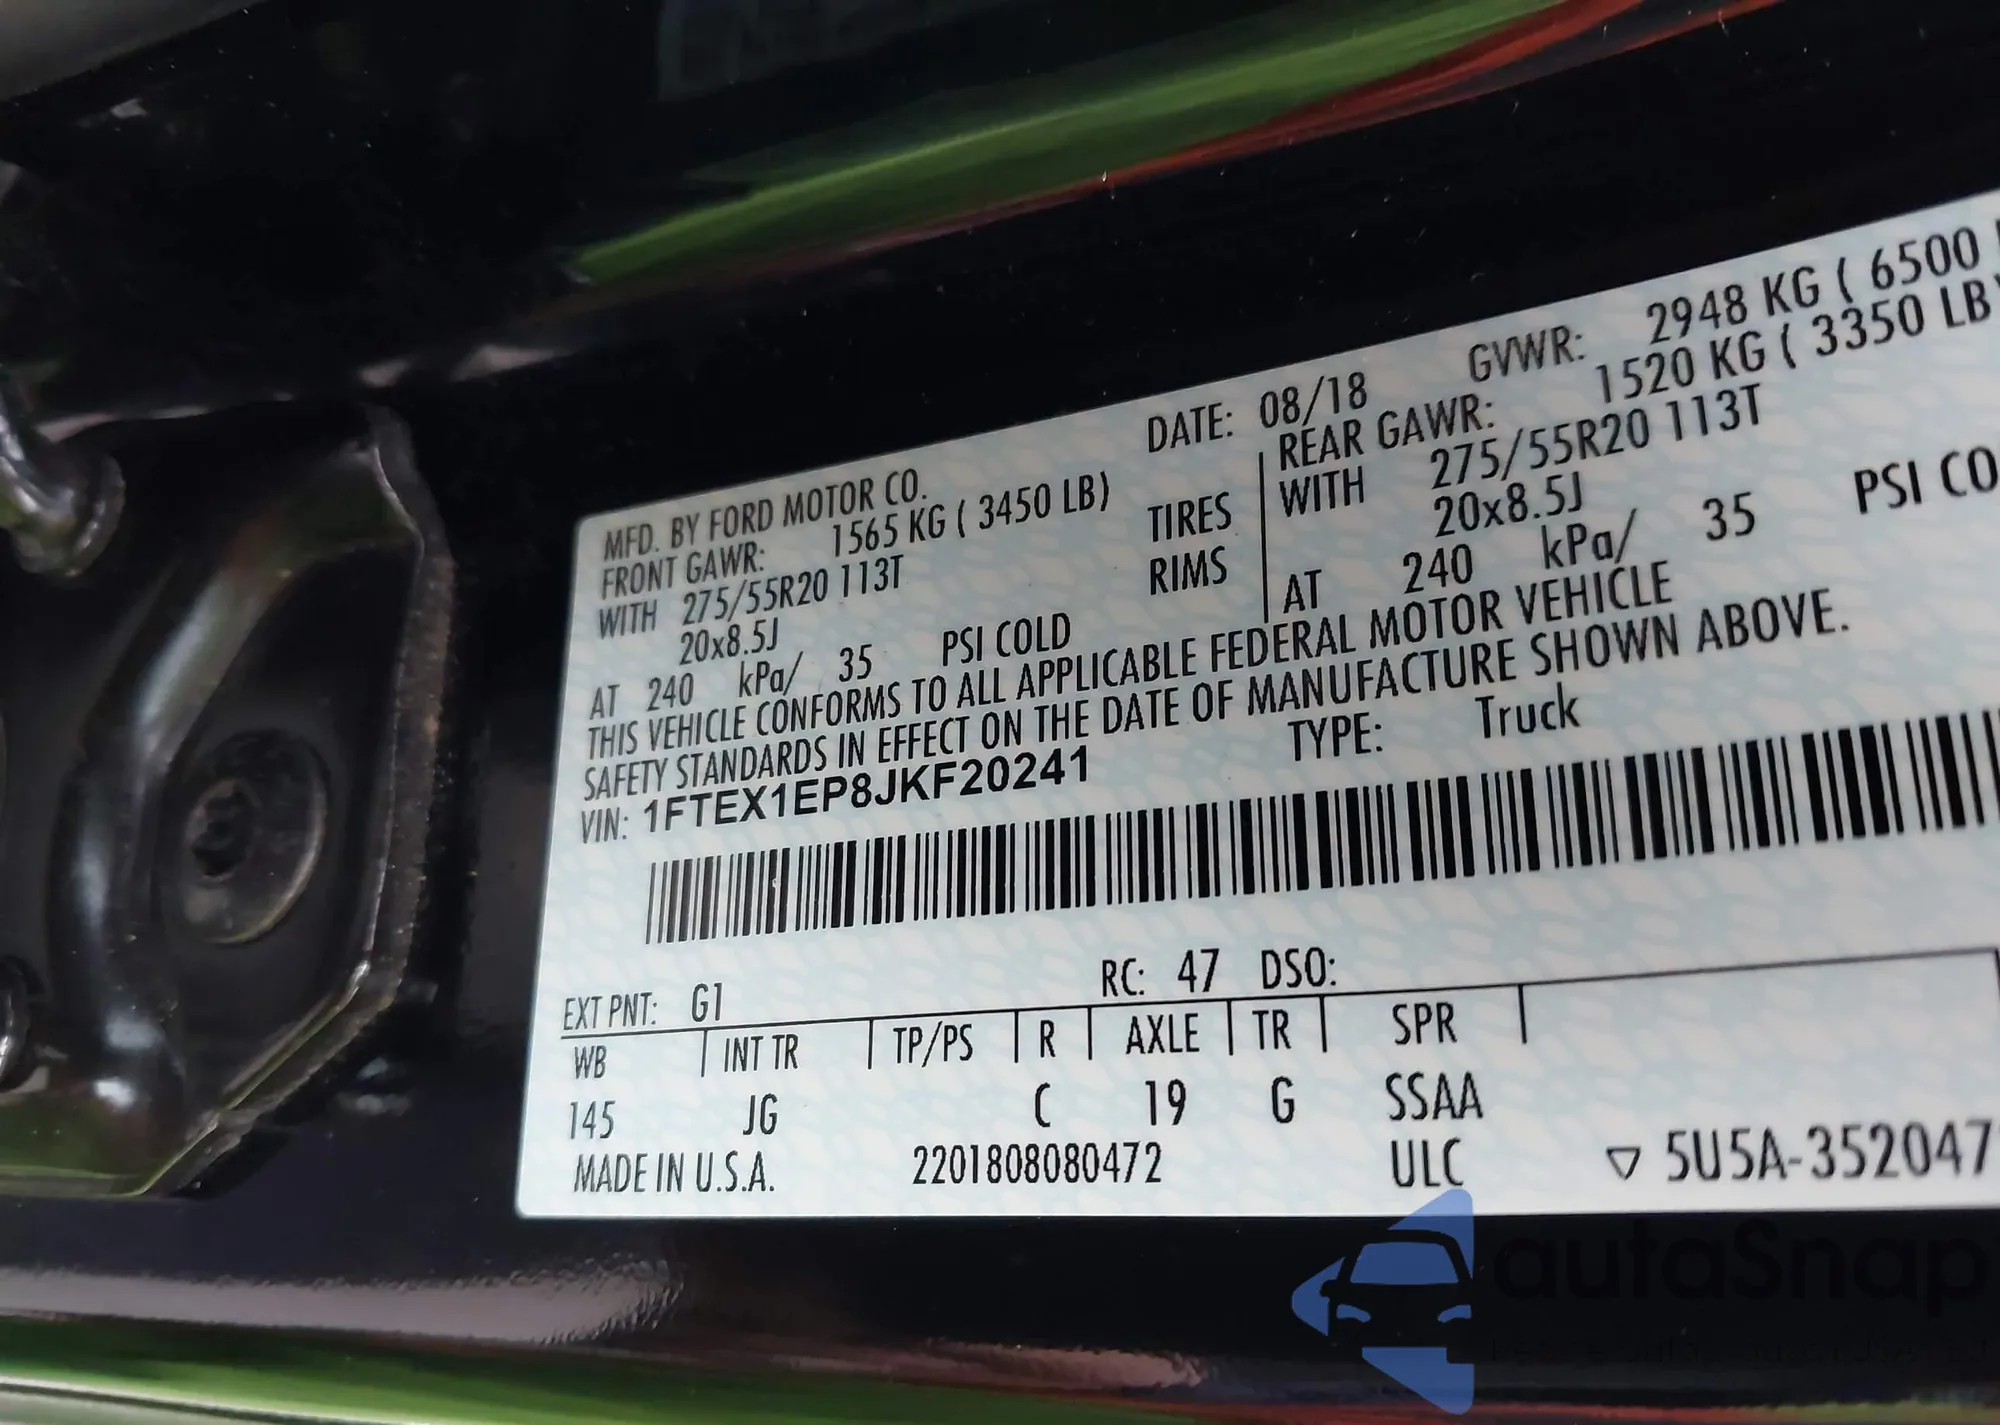 MFD. BY FORD MOTOR CO. DATE: 08/18 GVWR: 2948 KG ( 6500
FRONT GAWR: 1565 KG ( 3450 LB) REAR GAWR: 1520 KG ( 3350 LB)
WITH 275/55R20 113T TIRES WITH 275/55R20 113T
20x8.5J RIMS 20x8.5J
AT 240 kPa/ 35 PSI COLD AT 240 kPa/ 35 PSI CO
THIS VEHICLE CONFORMS TO ALL APPLICABLE FEDERAL MOTOR VEHICLE
SAFETY STANDARDS IN EFFECT ON THE DATE OF MANUFACTURE SHOWN ABOVE.
VIN: 1FTEX1EP8JKF20241 TYPE: Truck
EXT PNT: G1 RC: 47 DSO:
WB INT TR TP/PS R AXLE TR SPR
145 JG C 19 G SSAA
MADE IN U.S.A. 2201808080472 ULC ▽ 5U5A-352047
autoSnap